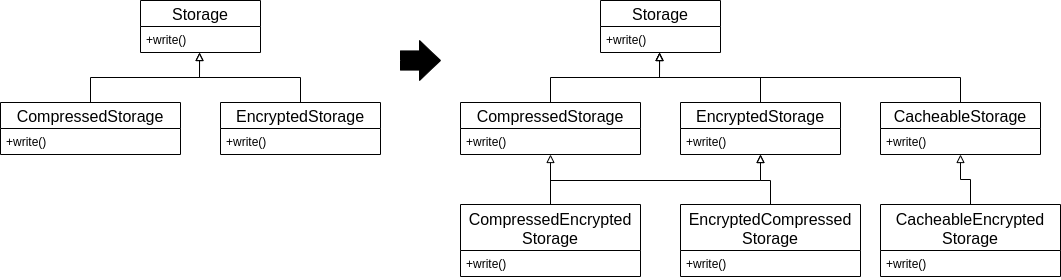 Storage
+write()
CompressedStorage
+write()
EncryptedStorage
+write()
Storage
+write()
CompressedStorage
+write()
EncryptedStorage
+write()
CacheableStorage
+write()
CompressedEncrypted
Storage
+write()
EncryptedCompressed
Storage
+write()
CacheableEncrypted
Storage
+write()